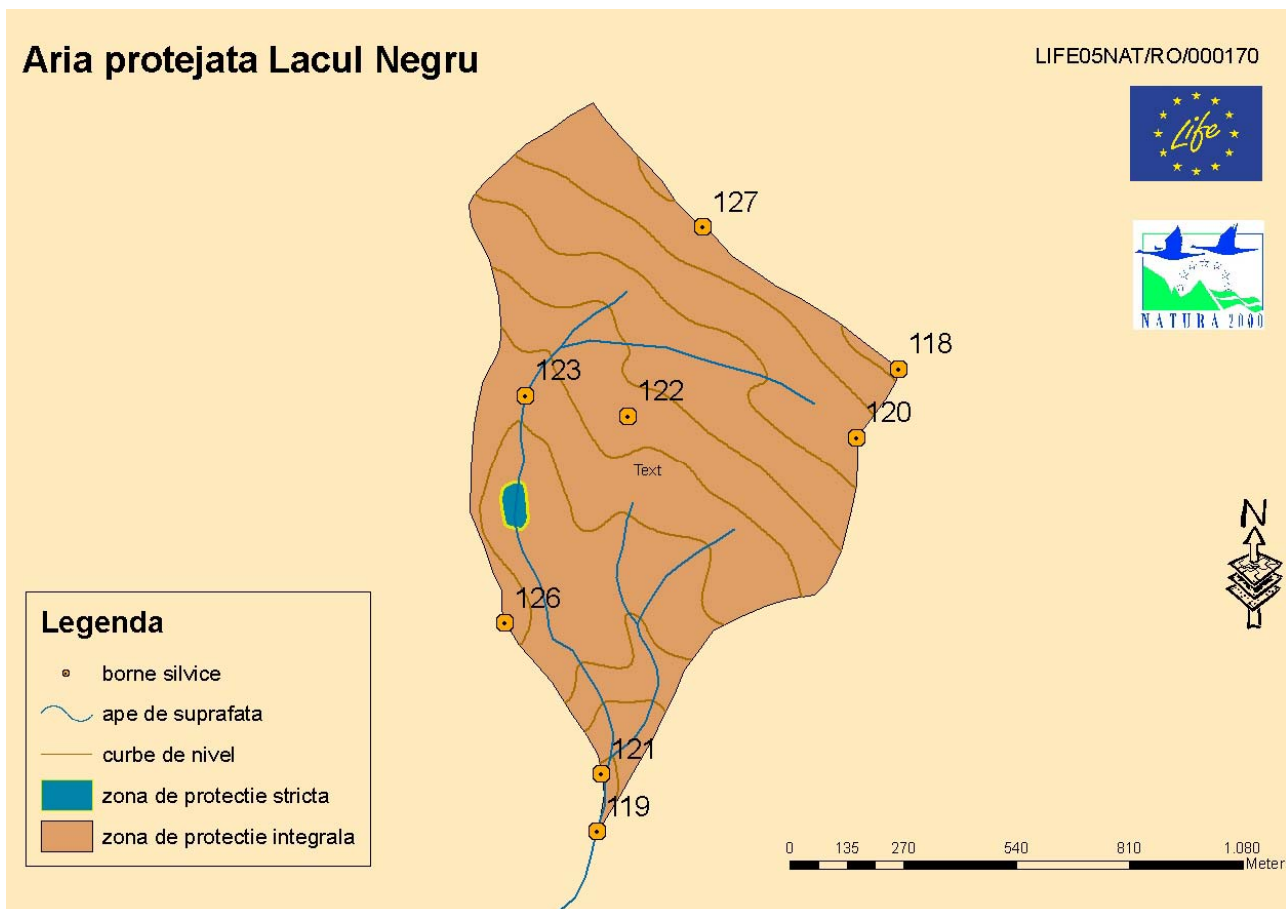 Aria protejata Lacul Negru
LIFE05NAT/RO/000170
Life
NATURA 2000
127
118
123
122
120
Text
126
121
119
N
Legenda
borne silvice
ape de suprafata
curbe de nivel
zona de protectie stricta
zona de protectie integrala
0 135 270 540 810 1.080
Meter